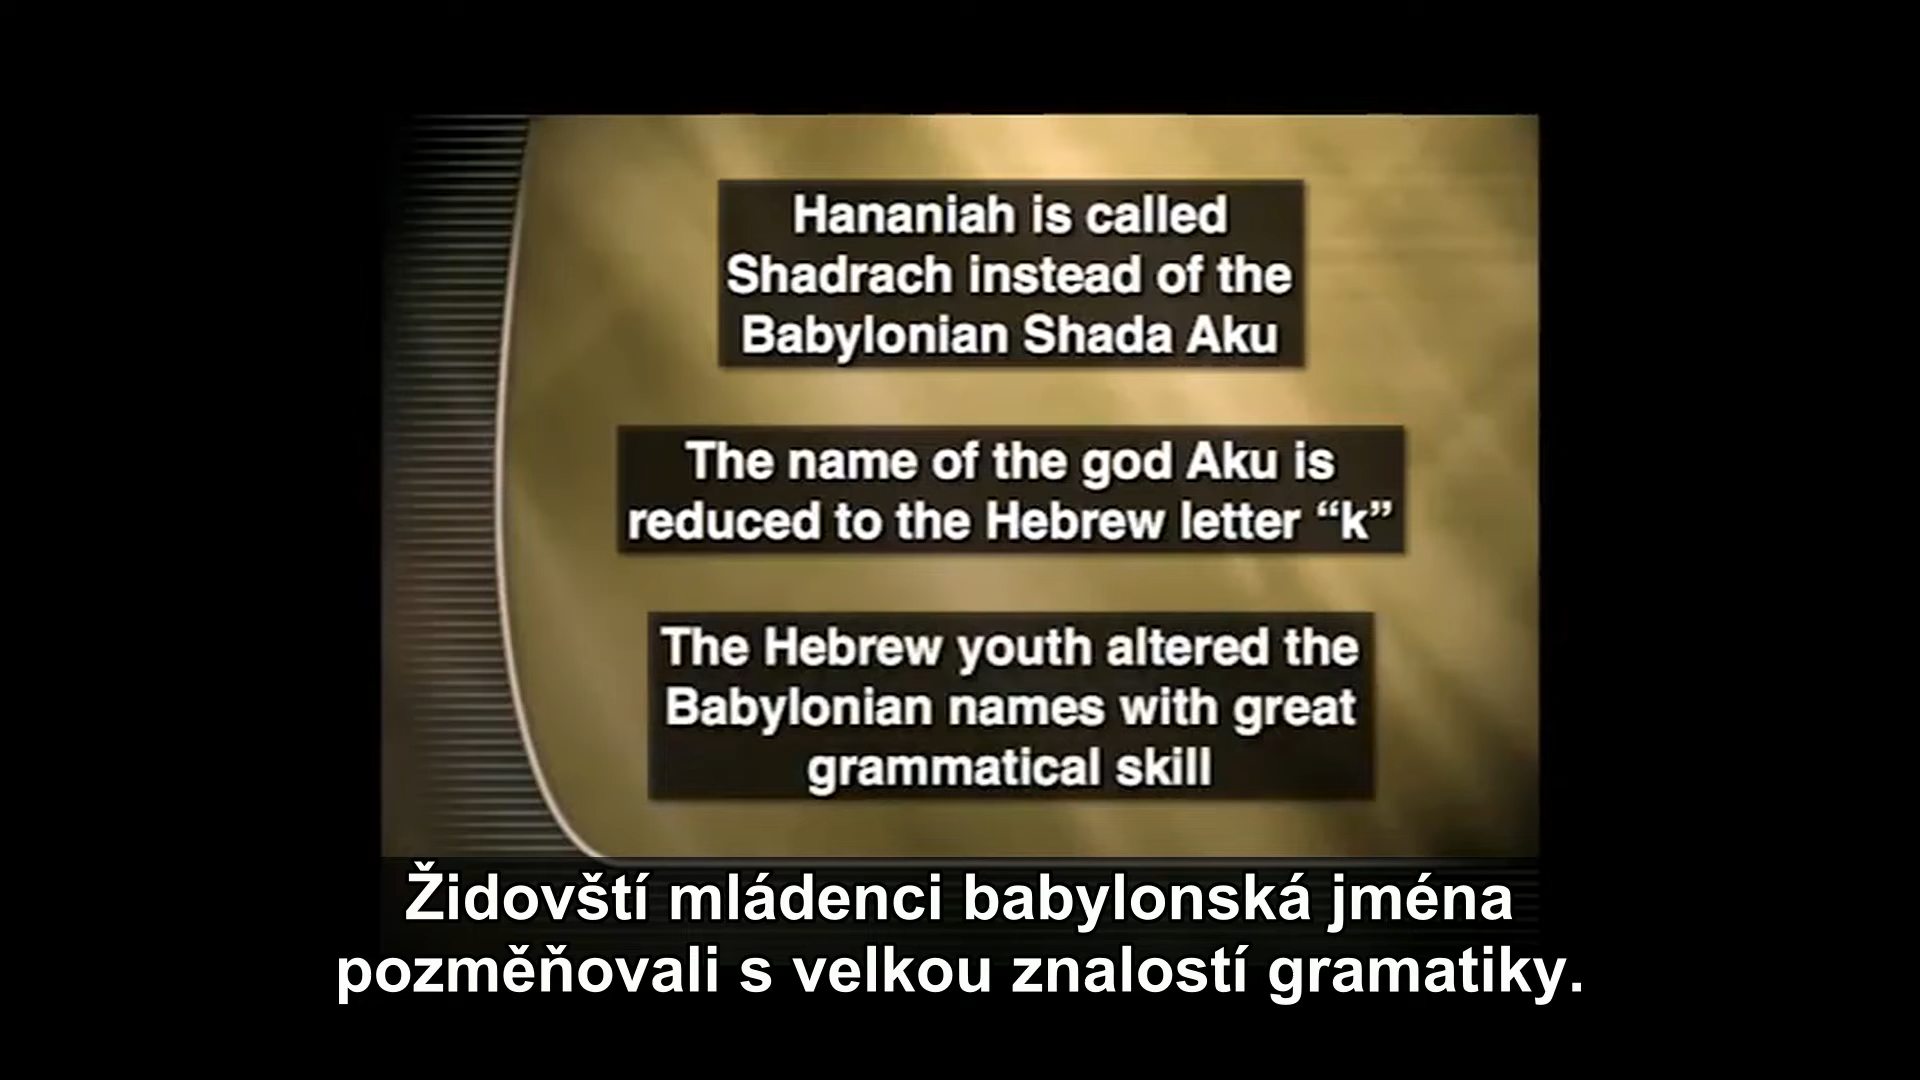 Hananiah is called
Shadrach instead of the
Babylonian Shada Aku
The name of the god Aku is
reduced to the Hebrew letter “k”
The Hebrew youth altered the
Babylonian names with great
grammatical skill
Židovští mládenci babylonská jména
pozměňovali s velkou znalostí gramatiky.